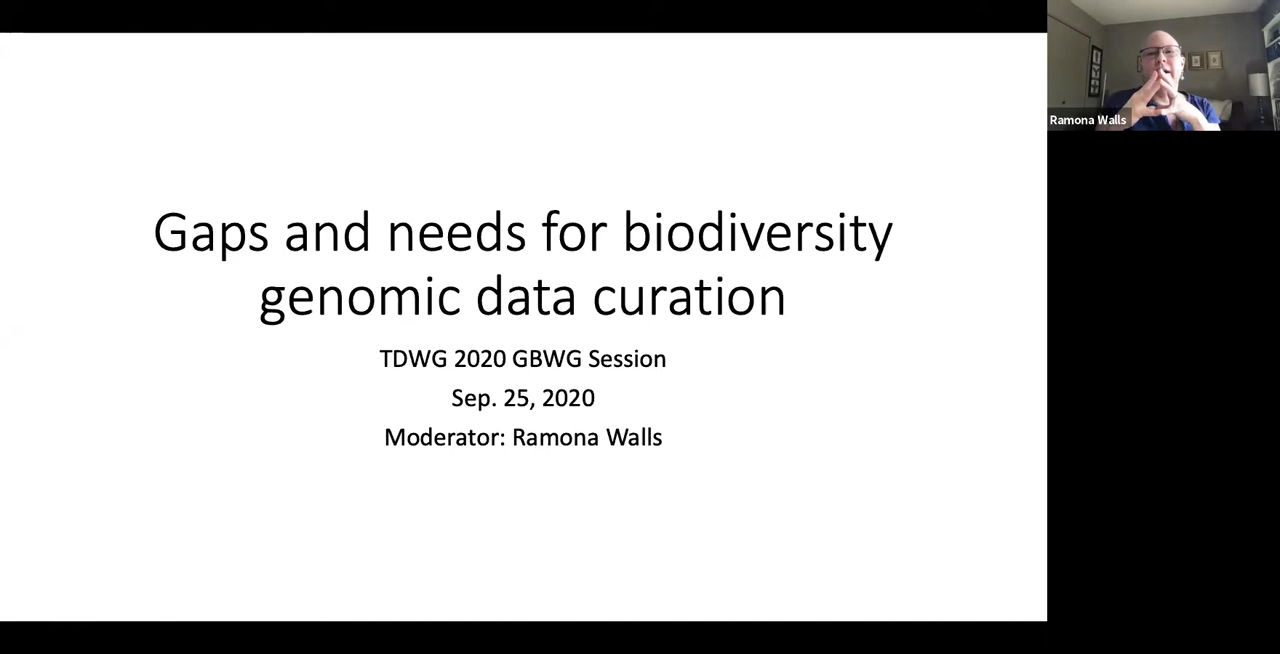 Gaps and needs for biodiversity
genomic data curation
TDWG 2020 GBWG Session
Sep. 25, 2020
Moderator: Ramona Walls
Ramona Walls